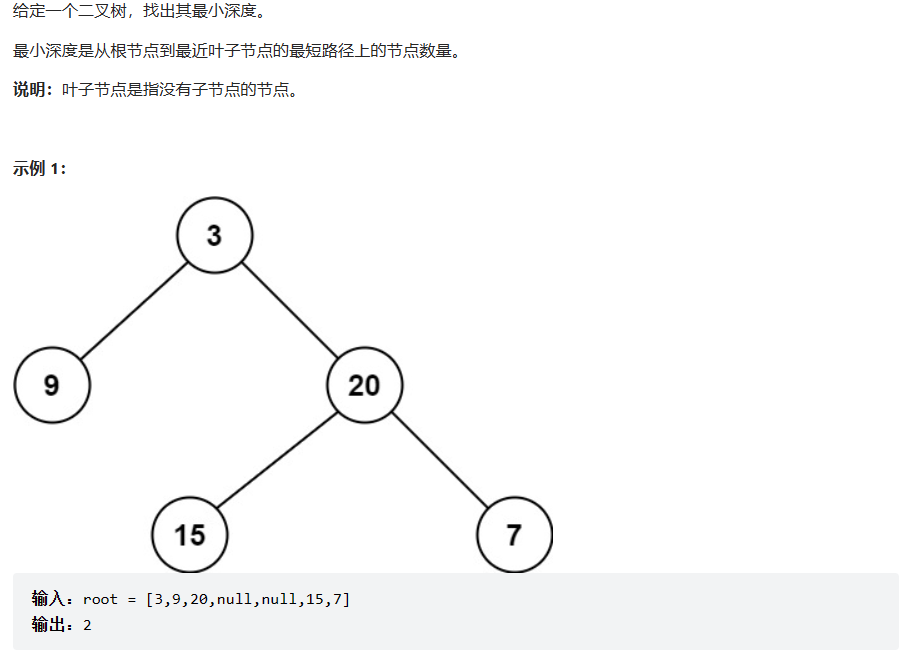 给定一个二叉树，找出其最小深度。
最小深度是从根节点到最近叶子节点的最短路径上的节点数量。
说明：叶子节点是指没有子节点的节点。
示例 1：
3
9
20
15
7
输入：root = [3,9,20,null,null,15,7]
输出：2